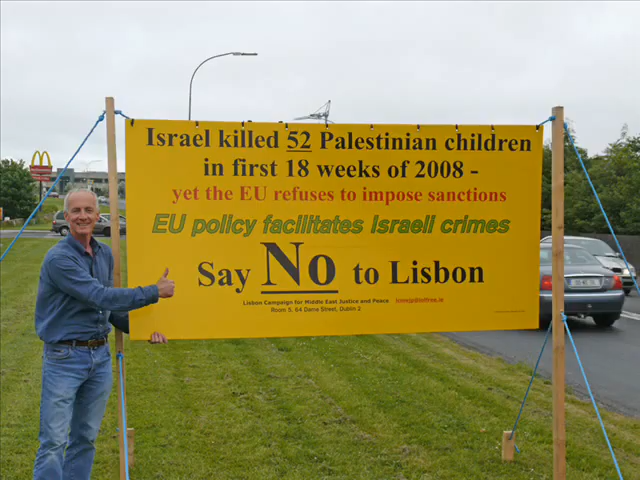 Israel killed 52 Palestinian children
in first 18 weeks of 2008 -
yet the EU refuses to impose sanctions
EU policy facilitates Israeli crimes
Say No to Lisbon
Lisbon Campaign for Middle East Justice and Peace
Room 5, 64 Dame Street, Dublin 2